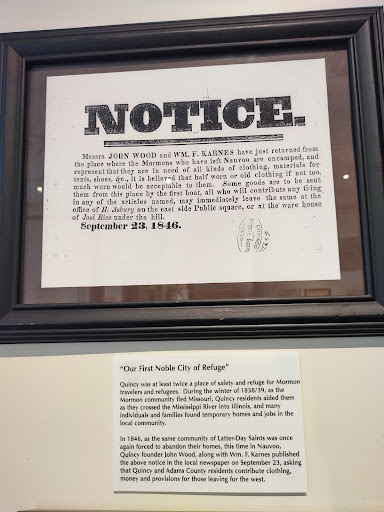 NOTICE.
Messrs. JOHN WOOD and WM. F. KARNES have just returned from
the place where the Mormons who have left Nauvoo are encamped, and
represent that they are in need of all kinds of clothing, materials for
tents, shoes, &c., it is believed that half worn or old clothing if not too
much worn would be acceptable to them. Some goods are to be sent
them from this place by the first boat, all who will contribute any thing
in any of the articles named, may immediately leave the same at the
office of H. Asbury on the east side Public square, or at the ware house
of Joel Rice under the hill.
September 23, 1846.
"Our First Noble City of Refuge"
Quincy was at least twice a place of safety and refuge for Mormon
travelers and refugees. During the winter of 1838/39, as the
Mormon community fled Missouri, Quincy residents aided them
as they crossed the Mississippi River into Illinois, and many
individuals and families found temporary homes and jobs in the
local community.
In 1846, as the same community of Latter-Day Saints was once
again forced to abandon their homes, this time in Nauvoo,
Quincy founder John Wood, along with Wm. F. Karnes published
the above notice in the local newspaper on September 23, asking
that Quincy and Adams County residents contribute clothing,
money and provisions for those leaving for the west.